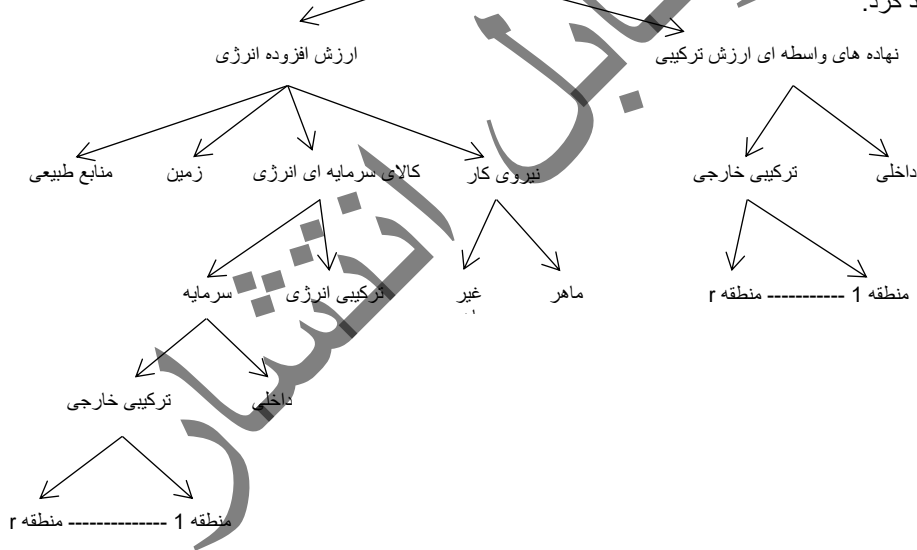 د کرد.
نهاده های واسطه ای ارزش ترکیبی
ارزش افزوده انرژی
داخلی
ترکیبی خارجی
نیروی کار
کالای سرمایه ای انرژی
زمین
منابع طبیعی
منطقه 1 ----------- منطقه r
ماهر
غیر
ترکیبی انرژی
سرمایه
داخلی
ترکیبی خارجی
منطقه 1 -------------- منطقه r